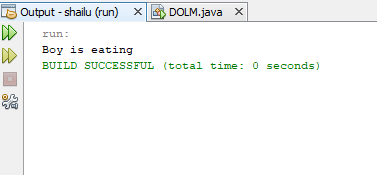 Output - shailu (run)
DOLM.java
run:
Boy is eating
BUILD SUCCESSFUL (total time: 0 seconds)